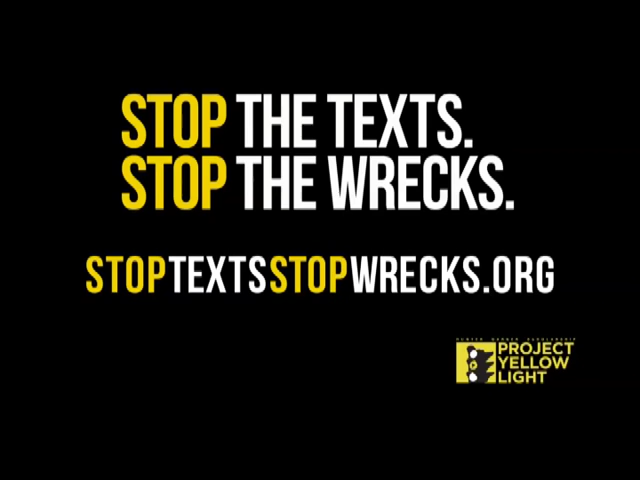 STOP THE TEXTS.
STOP THE WRECKS.
STOPTEXTSSTOPWRECKS.ORG
PROJECT
YELLOW
LIGHT